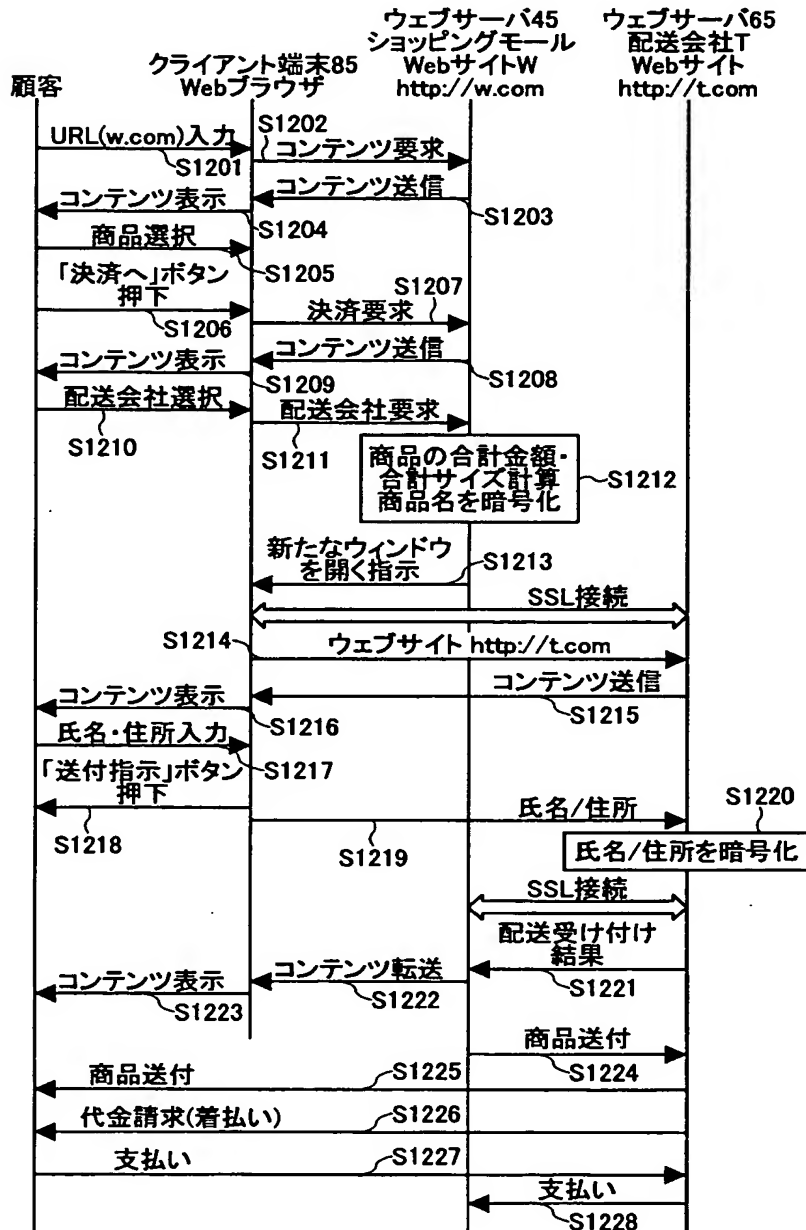 顧客
クライアント端末85
Webブラウザ
ウェブサーバ45
ショッピングモール
WebサイトW
http://w.com
ウェブサーバ65
配送会社T
Webサイト
http://t.com
URL(w.com)入力
S1201
S1202
コンテンツ要求
コンテンツ送信
S1203
コンテンツ表示
S1204
商品選択
S1205
「決済へ」ボタン
押下
S1206
S1207
決済要求
コンテンツ送信
S1208
コンテンツ表示
S1209
配送会社選択
S1210
配送会社要求
S1211
商品の合計金額・
合計サイズ計算
商品名を暗号化
S1212
新たなウィンドウ
を開く指示
S1213
SSL接続
S1214
ウェブサイト http://t.com
コンテンツ送信
S1215
コンテンツ表示
S1216
氏名・住所入力
S1217
「送付指示」ボタン
押下
S1218
氏名/住所
S1219
S1220
氏名/住所を暗号化
SSL接続
配送受け付け
結果
S1221
コンテンツ転送
S1222
コンテンツ表示
S1223
商品送付
S1224
商品送付
S1225
代金請求(着払い)
S1226
支払い
S1227
支払い
S1228